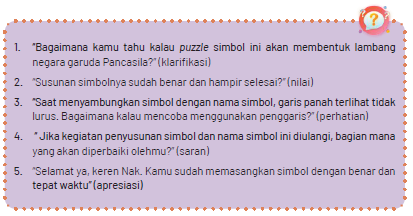 ?
1. "Bagaimana kamu tahu kalau puzzle simbol ini akan membentuk lambang
negara garuda Pancasila?"(klarifikasi)
2. "Susunan simbolnya sudah benar dan hampir selesai?"(nilai)
3. "Saat menyambungkan simbol dengan nama simbol, garis panah terlihat tidak
lurus. Bagaimana kalau mencoba menggunakan penggaris?"(perhatian)
4. "Jika kegiatan penyusunan simbol dan nama simbol ini diulangi, bagian mana
yang akan diperbaiki olehmu?"(saran)
5. "Selamat ya, keren Nak. Kamu sudah memasangkan simbol dengan benar dan
tepat waktu"(apresiasi)